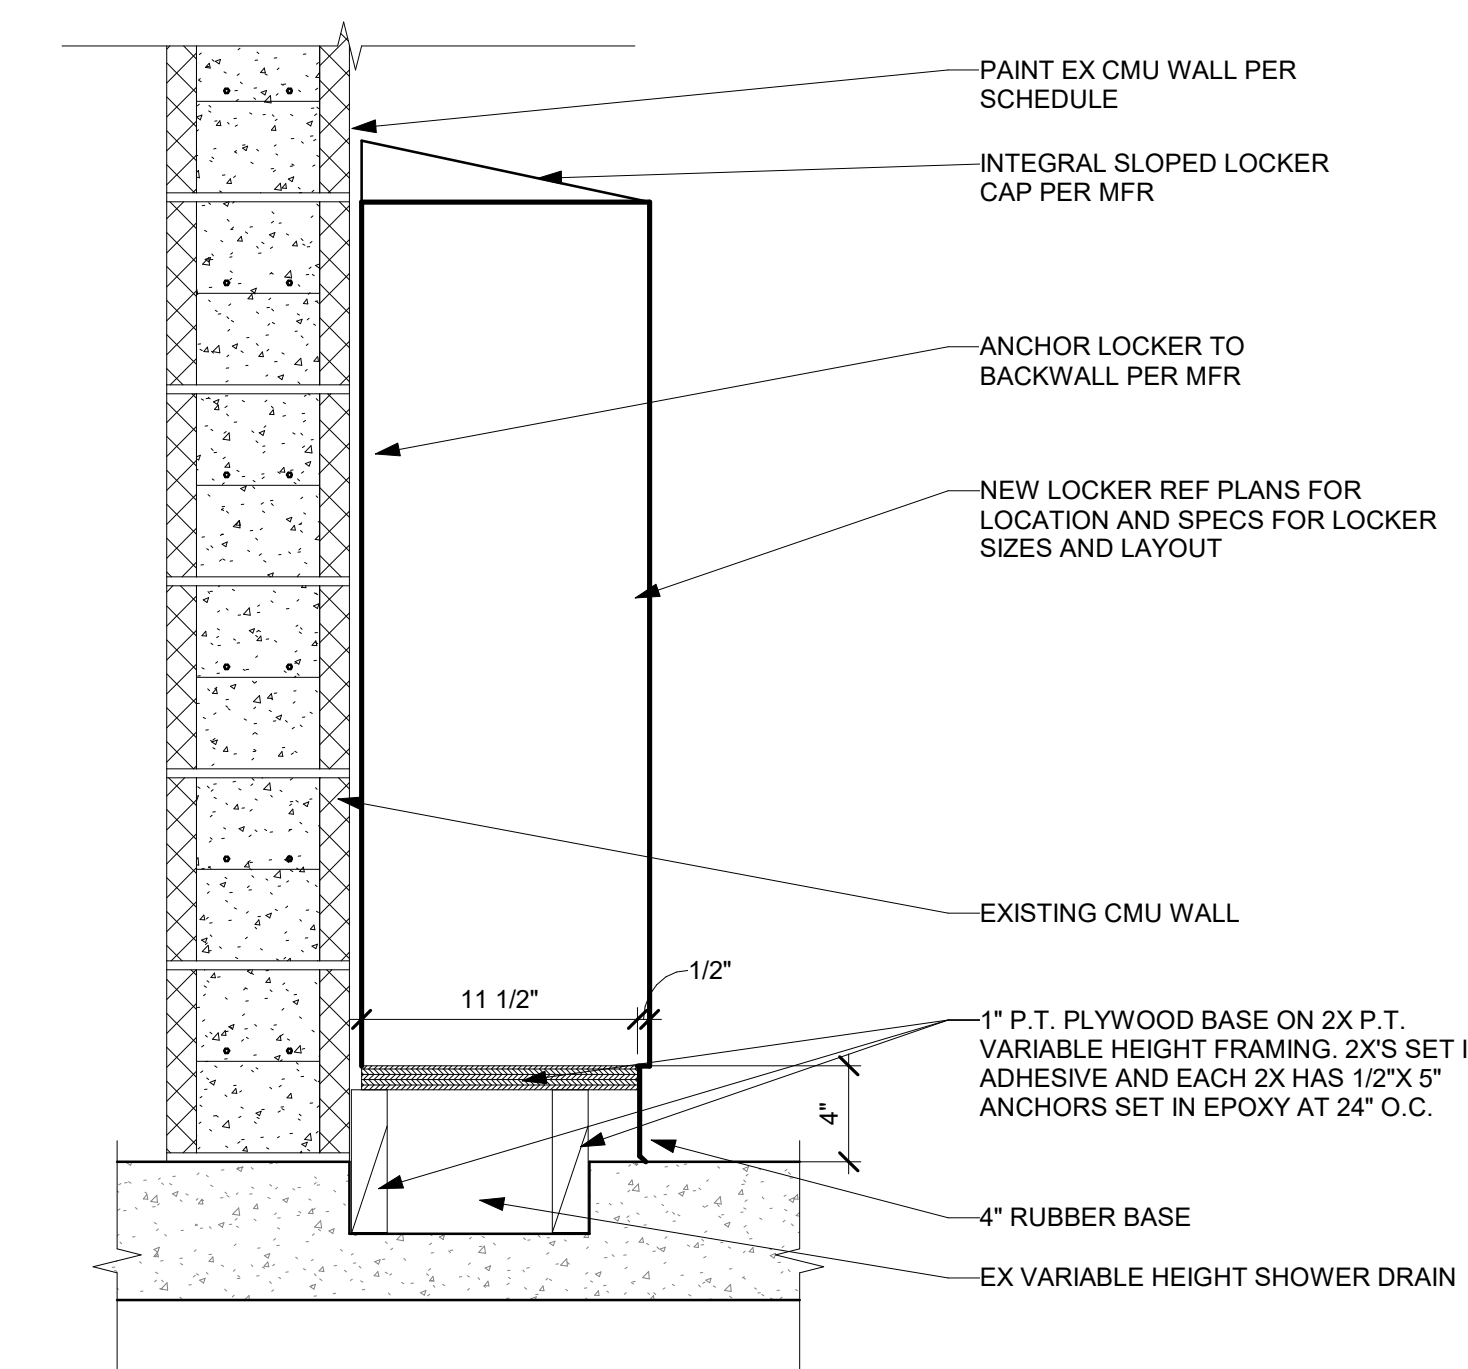 PAINT EX CMU WALL PER
SCHEDULE
INTEGRAL SLOPED LOCKER
CAP PER MFR
ANCHOR LOCKER TO
BACKWALL PER MFR
NEW LOCKER REF PLANS FOR
LOCATION AND SPECS FOR LOCKER
SIZES AND LAYOUT
EXISTING CMU WALL
1/2"
11 1/2"
1" P.T. PLYWOOD BASE ON 2X P.T.
VARIABLE HEIGHT FRAMING. 2X'S SET I
ADHESIVE AND EACH 2X HAS 1/2"X 5"
ANCHORS SET IN EPOXY AT 24" O.C.
4"
4" RUBBER BASE
EX VARIABLE HEIGHT SHOWER DRAIN